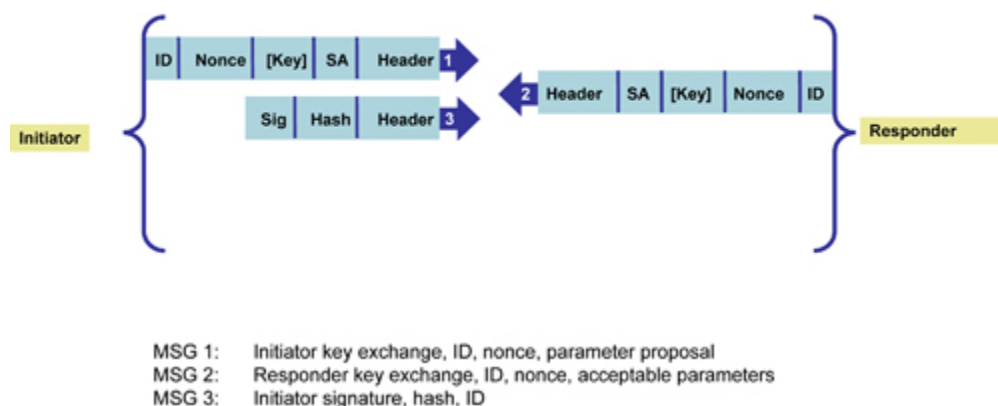 ID Nonce [Key] SA Header 1
2 Header SA [Key] Nonce ID
Sig Hash Header 3
Initiator
Responder
MSG 1: Initiator key exchange, ID, nonce, parameter proposal
MSG 2: Responder key exchange, ID, nonce, acceptable parameters
MSG 3: Initiator signature, hash, ID